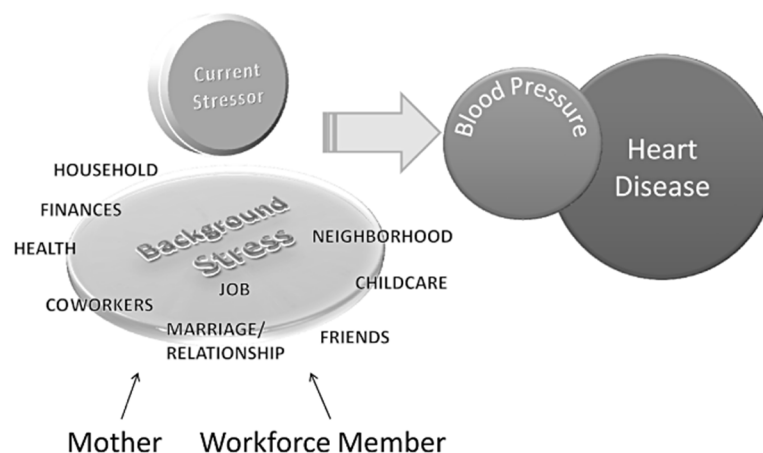 Current
Stressor
Blood Pressure
Heart
Disease
HOUSEHOLD
FINANCES
HEALTH
COWORKERS
Background
Stress
JOB
MARRIAGE/
RELATIONSHIP
NEIGHBORHOOD
CHILDCARE
FRIENDS
Mother
Workforce Member